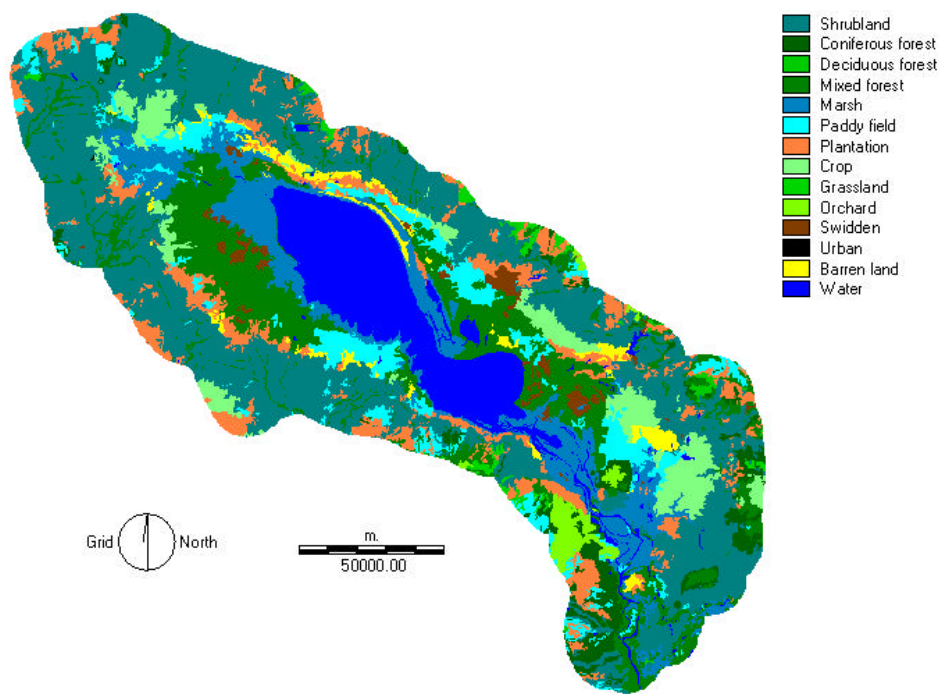 Shrubland
Coniferous forest
Deciduous forest
Mixed forest
Marsh
Paddy field
Plantation
Crop
Grassland
Orchard
Swidden
Urban
Barren land
Water
Grid North
m.
50000.00